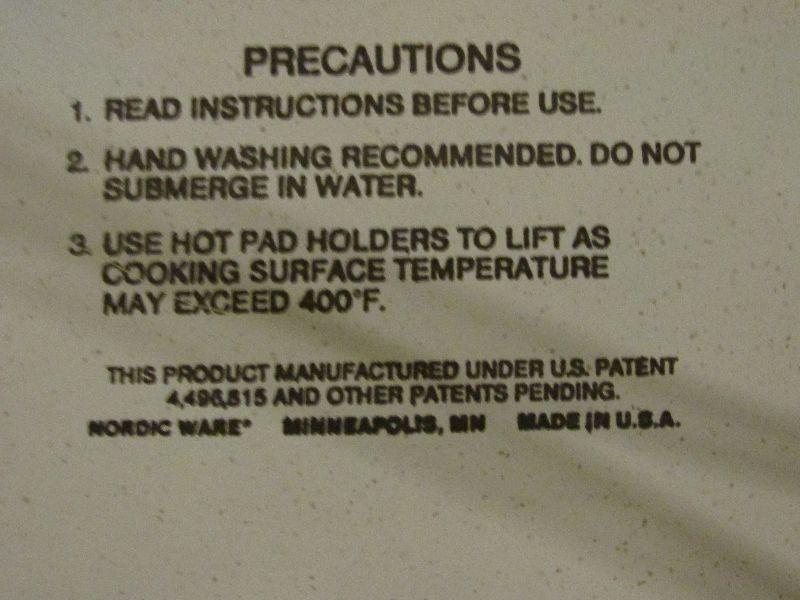 PRECAUTIONS
1. READ INSTRUCTIONS BEFORE USE.
2. HAND WASHING RECOMMENDED. DO NOT
SUBMERGE IN WATER.
3. USE HOT PAD HOLDERS TO LIFT AS
COOKING SURFACE TEMPERATURE
MAY EXCEED 400°F.
THIS PRODUCT MANUFACTURED UNDER U.S. PATENT
4,496,815 AND OTHER PATENTS PENDING.
NORDIC WARE® MINNEAPOLIS, MN MADE IN U.S.A.